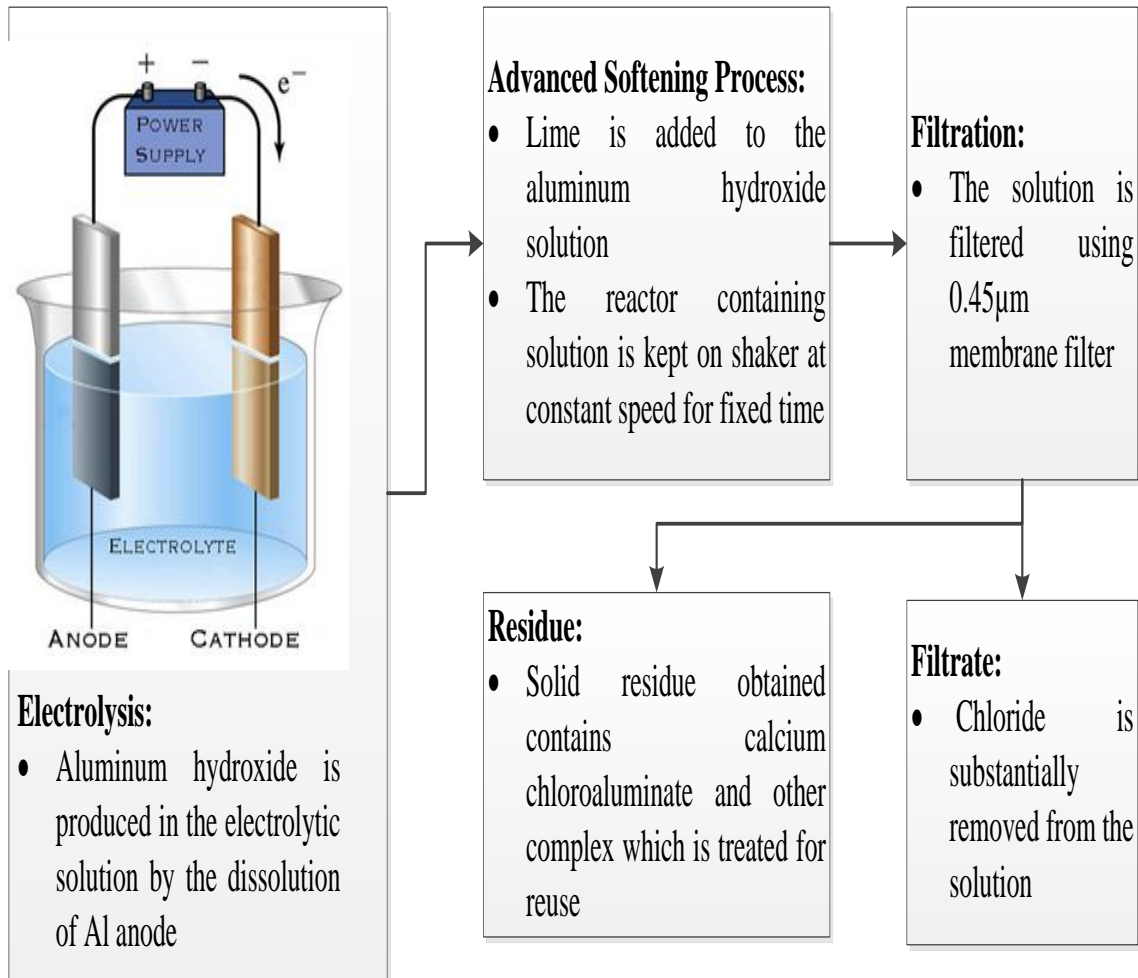 + −
e−
POWER
SUPPLY
ELECTROLYTE
ANODE CATHODE
Electrolysis:
• Aluminum hydroxide is
produced in the electrolytic
solution by the dissolution
of Al anode
Advanced Softening Process:
• Lime is added to the
aluminum hydroxide
solution
• The reactor containing
solution is kept on shaker at
constant speed for fixed time
Filtration:
• The solution is
filtered using
0.45µm
membrane filter
Residue:
• Solid residue obtained
contains calcium
chloroaluminate and other
complex which is treated for
reuse
Filtrate:
• Chloride is
substantially
removed from the
solution